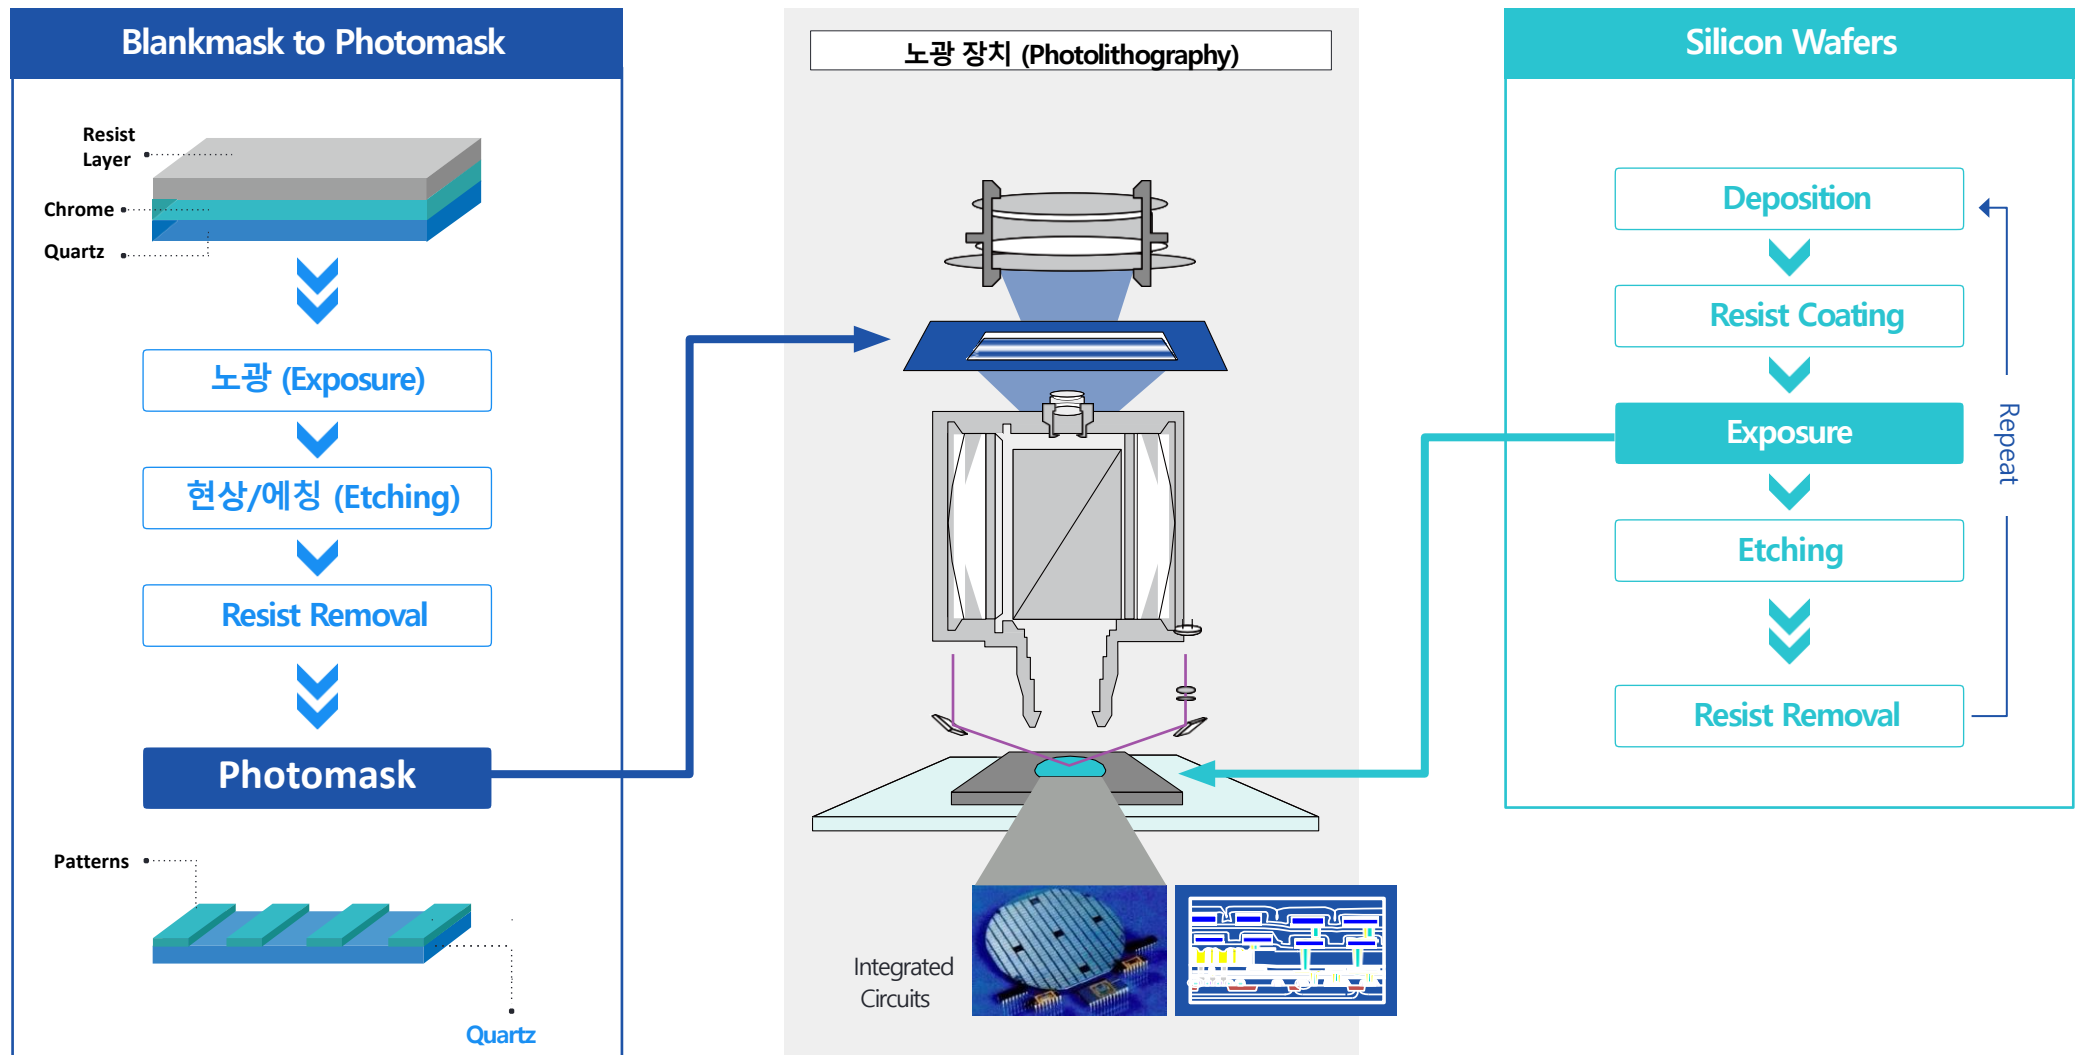 Blankmask to Photomask
Resist
Layer
Chrome
Quartz
노광 (Exposure)
현상/에칭 (Etching)
Resist Removal
Photomask
Patterns
Quartz
노광 장치 (Photolithography)
Integrated
Circuits
Silicon Wafers
Deposition
Resist Coating
Exposure
Etching
Resist Removal
Repeat